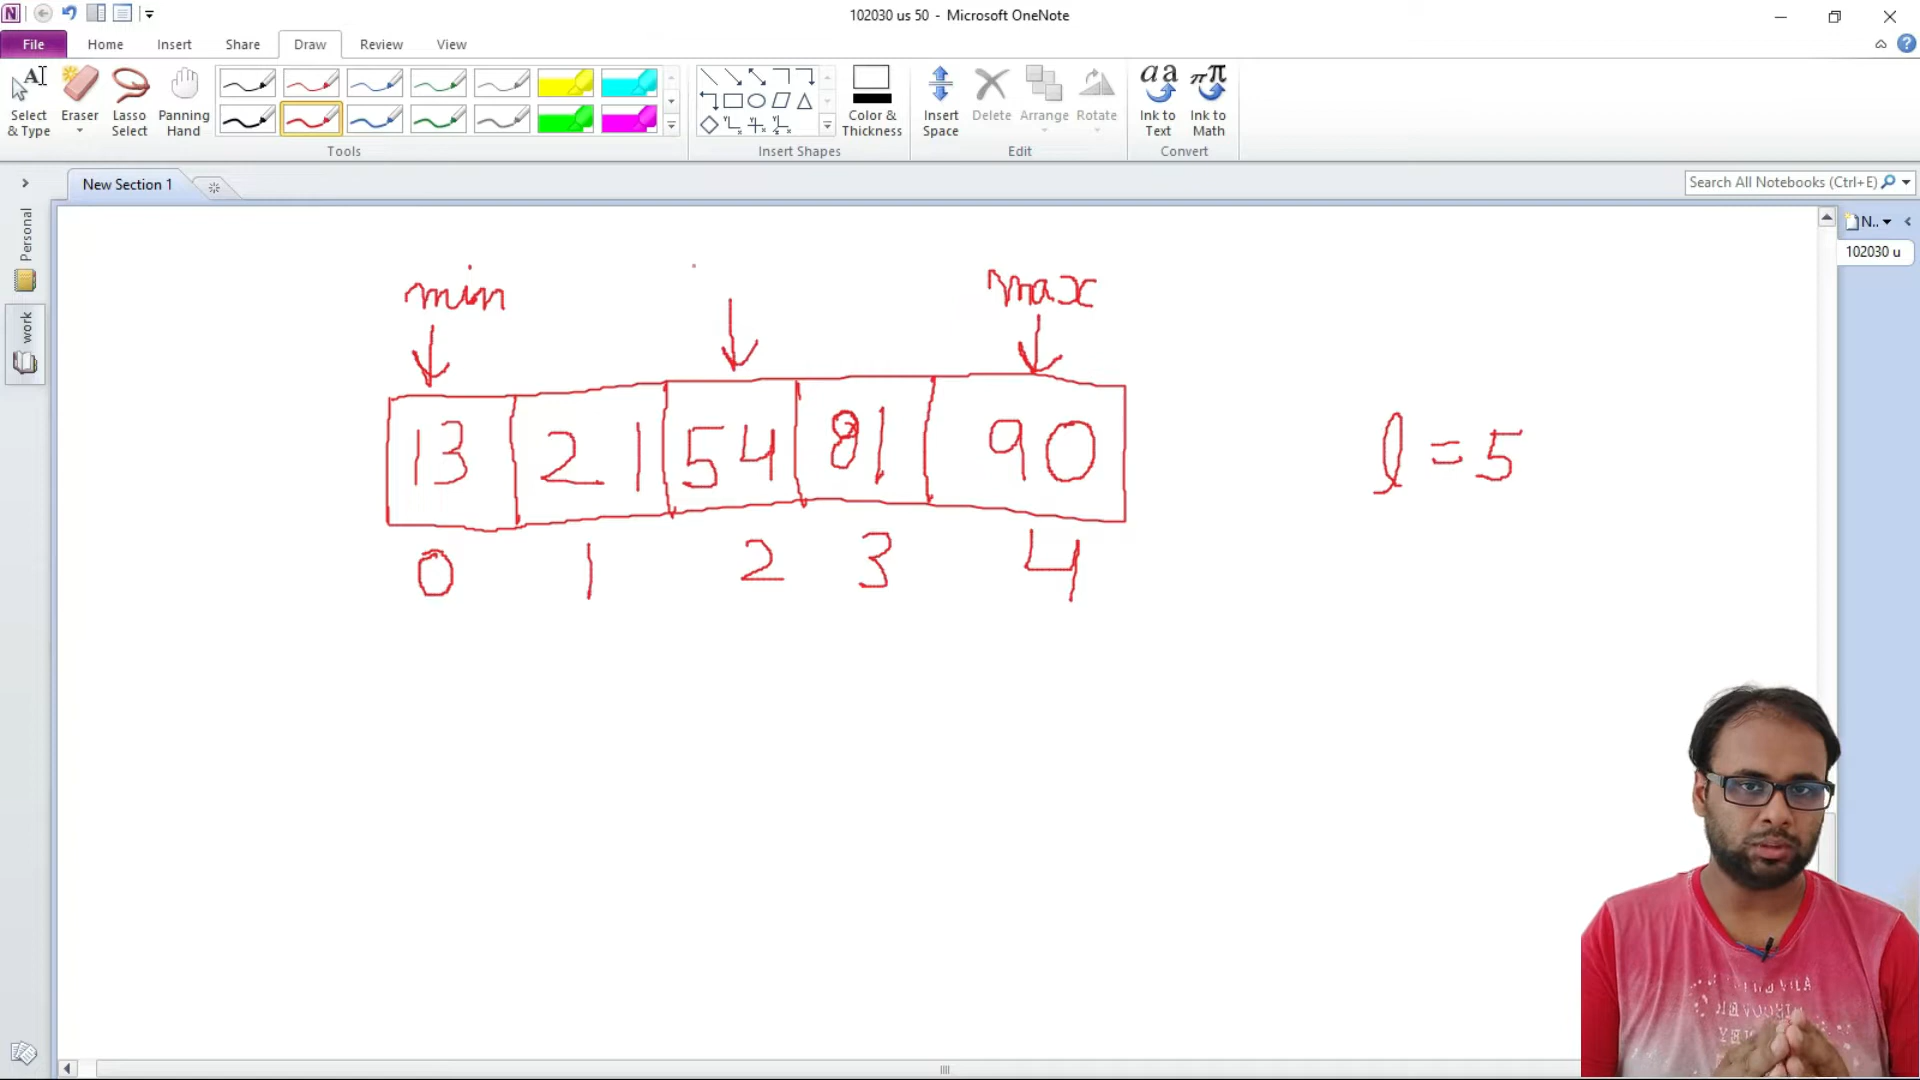 102030 us 50 - Microsoft OneNote
File Home Insert Share Draw Review View
Select & Type
Eraser
Lasso Select
Panning Hand
Tools
Insert Shapes
Color & Thickness
Insert Space
Delete
Arrange
Rotate
Edit
Ink to Text
Ink to Math
Convert
New Section 1
Search All Notebooks (Ctrl+E)
Personal
work
N..
102030 u
min max
13 21 54 81 90
0 1 2 3 4
l = 5